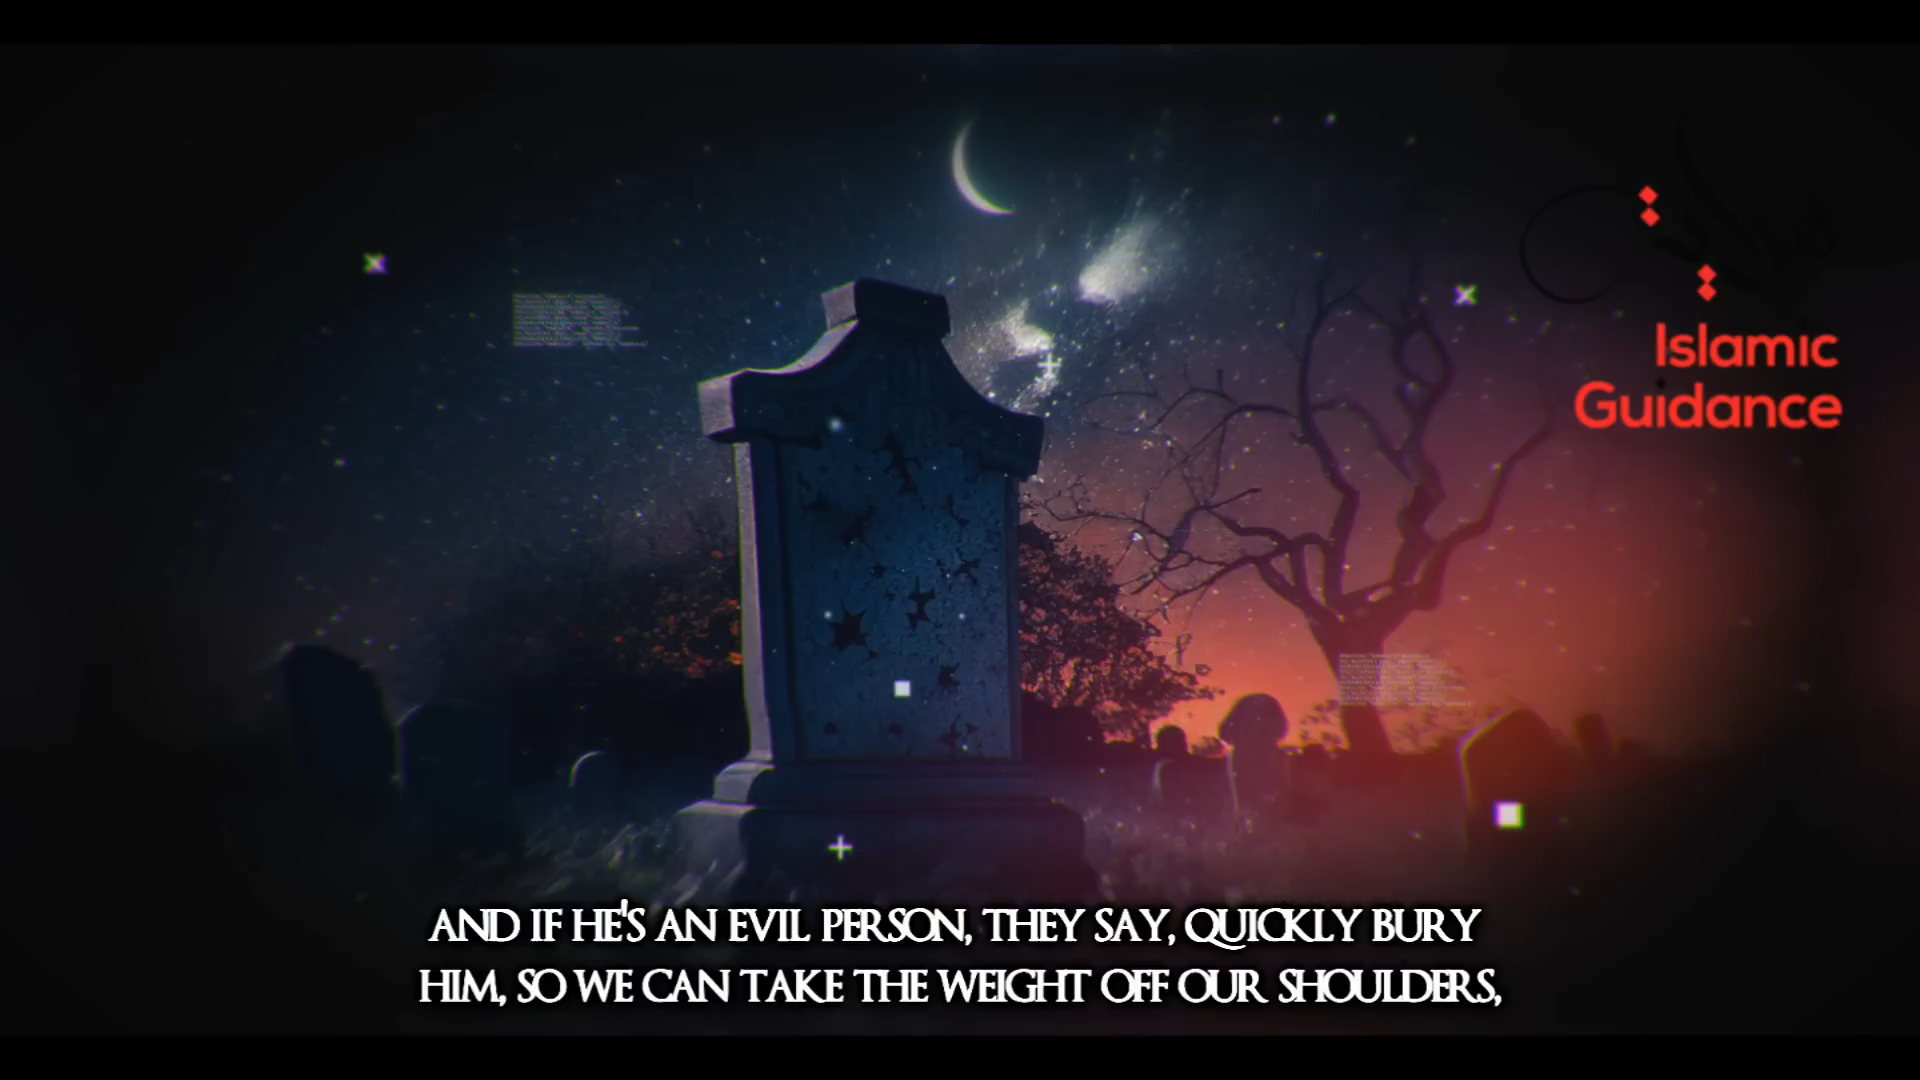 Islamic
Guidance
AND IF HE'S AN EVIL PERSON, THEY SAY, QUICKLY BURY
HIM, SO WE CAN TAKE THE WEIGHT OFF OUR SHOULDERS,